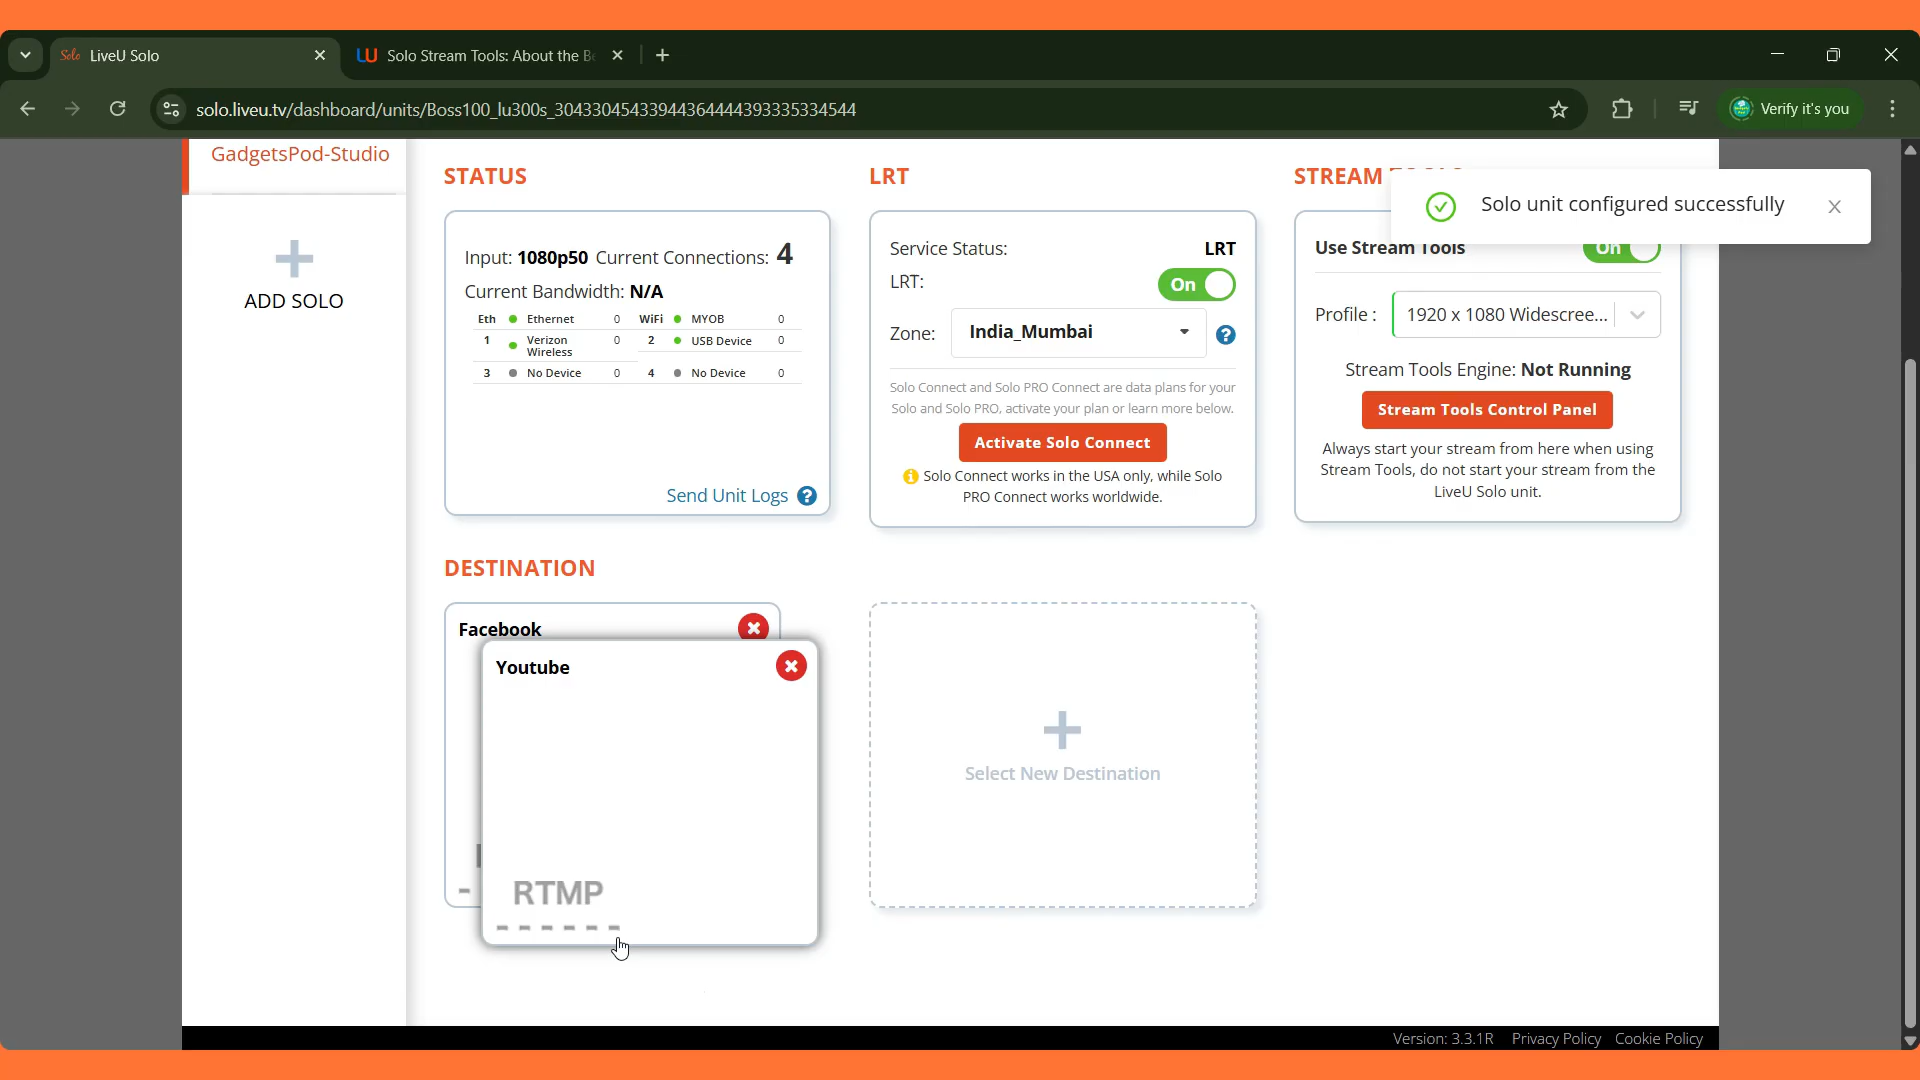 Solo LiveU Solo
LU Solo Stream Tools: About the Be
solo.liveu.tv/dashboard/units/Boss100_lu300s_3043304543394436444439333533​4544
Verify it's you
GadgetsPod-Studio
ADD SOLO
STATUS
Input: 1080p50 Current Connections: 4
Current Bandwidth: N/A
Eth Ethernet 0 WiFi MYOB 0
1 Verizon Wireless 0 2 USB Device 0
3 No Device 0 4 No Device 0
Send Unit Logs ?
LRT
Service Status: LRT
LRT: On
Zone: India_Mumbai ?
Solo Connect and Solo PRO Connect are data plans for your
Solo and Solo PRO, activate your plan or learn more below.
Activate Solo Connect
Solo Connect works in the USA only, while Solo
PRO Connect works worldwide.
STREAM
Solo unit configured successfully
Use Stream Tools On
Profile : 1920 x 1080 Widescree...
Stream Tools Engine: Not Running
Stream Tools Control Panel
Always start your stream from here when using
Stream Tools, do not start your stream from the
LiveU Solo unit.
DESTINATION
Facebook
Youtube
RTMP
- - - - - -
Select New Destination
Version: 3.3.1R Privacy Policy Cookie Policy